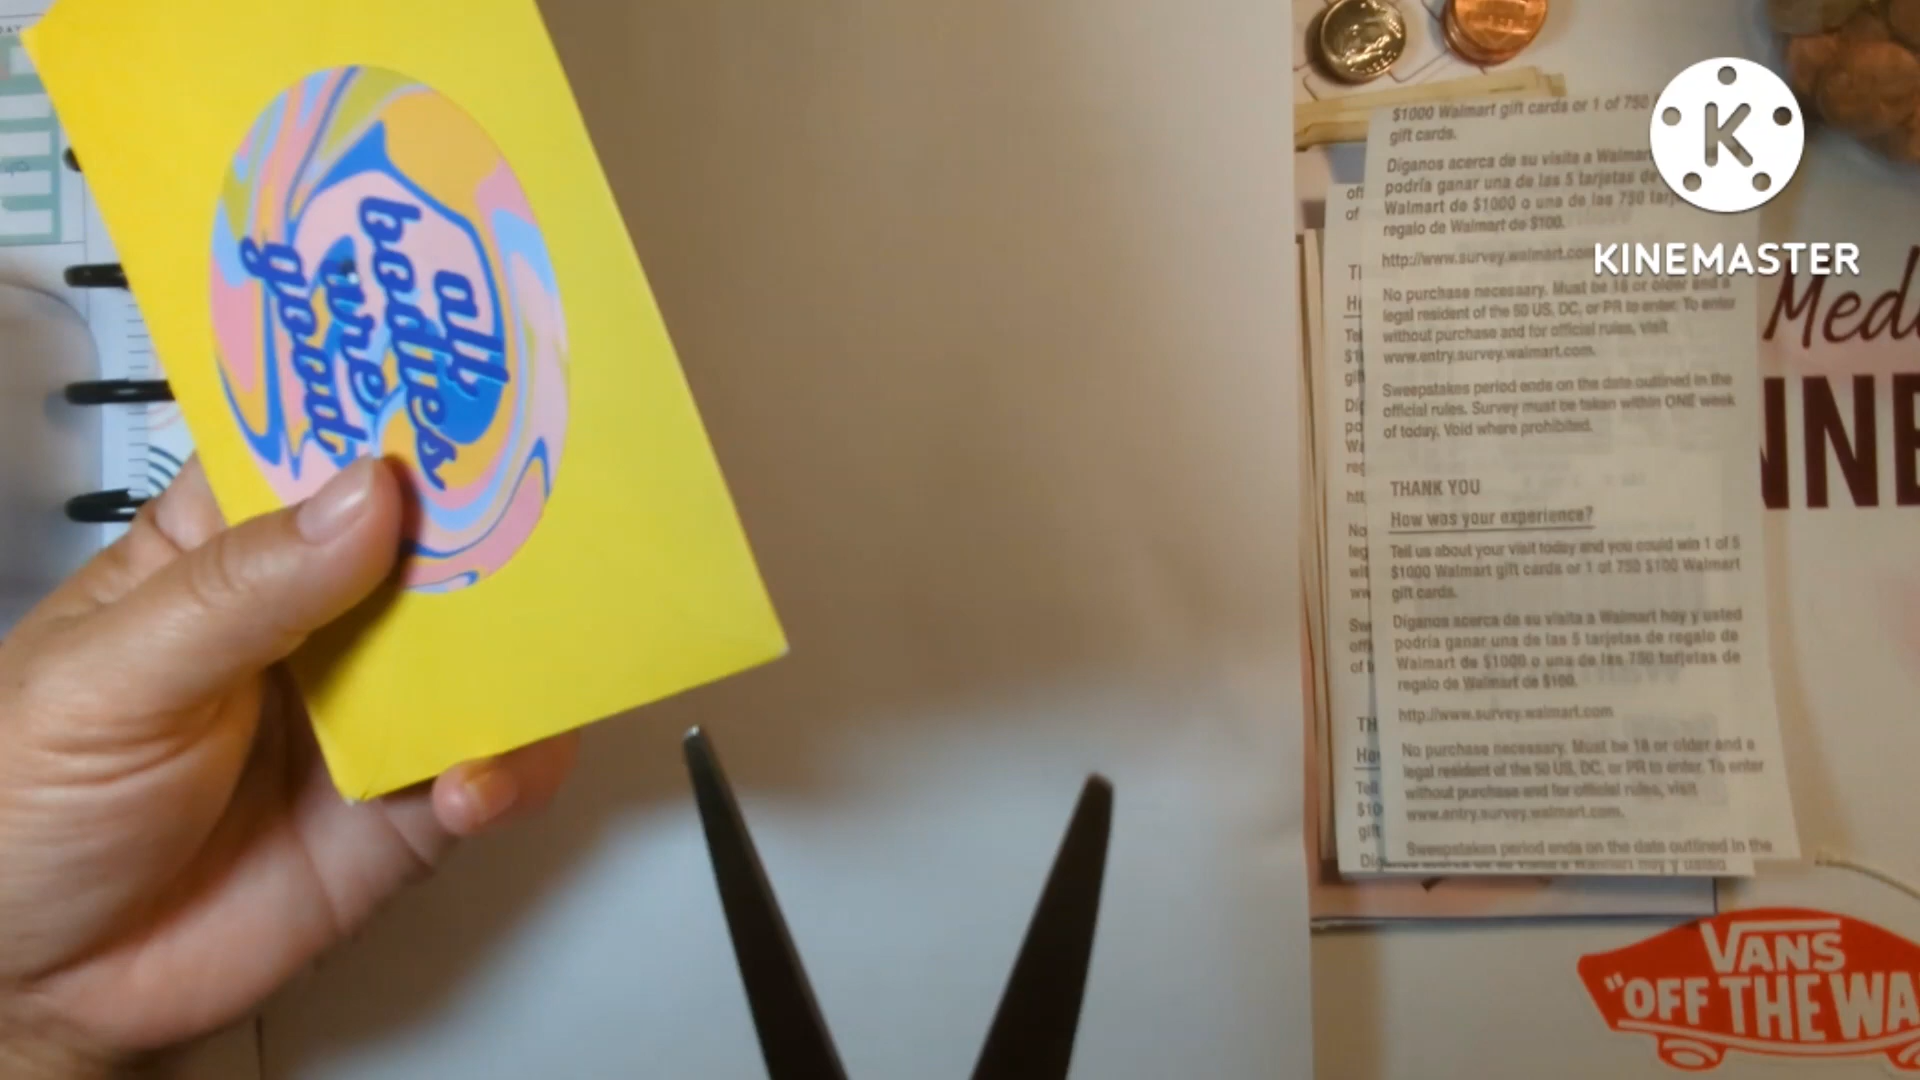 all
bodies
are
good
$1000 Walmart gift cards or 1 of 750
gift cards.
Díganos acerca de su visita a Walmart
podría ganar una de las 5 tarjetas de
Walmart de $1000 o una de las 750
regalo de Walmart de $100.
http://www.survey.walmart.com
No purchase necessary. Must be 18 or older and a
legal resident of the 50 US, DC, or PR to enter. To enter
without purchase and for official rules, visit
www.entry.survey.walmart.com.
Sweepstakes period ends on the date outlined in the
official rules. Survey must be taken within ONE week
of today. Void where prohibited.
THANK YOU
How was your experience?
Tell us about your visit today and you could win 1 of 5
$1000 Walmart gift cards or 1 of 750 $100 Walmart
gift cards.
Díganos acerca de su visita a Walmart hoy y usted
podría ganar una de las 5 tarjetas de regalo de
Walmart de $1000 o una de las 750 tarjetas de
regalo de Walmart de $100.
http://www.survey.walmart.com
No purchase necessary. Must be 18 or older and a
legal resident of the 50 US, DC, or PR to enter. To enter
without purchase and for official rules, visit
www.entry.survey.walmart.com.
Sweepstakes period ends on the date outlined in the
KINEMASTER
VANS
"OFF THE WA